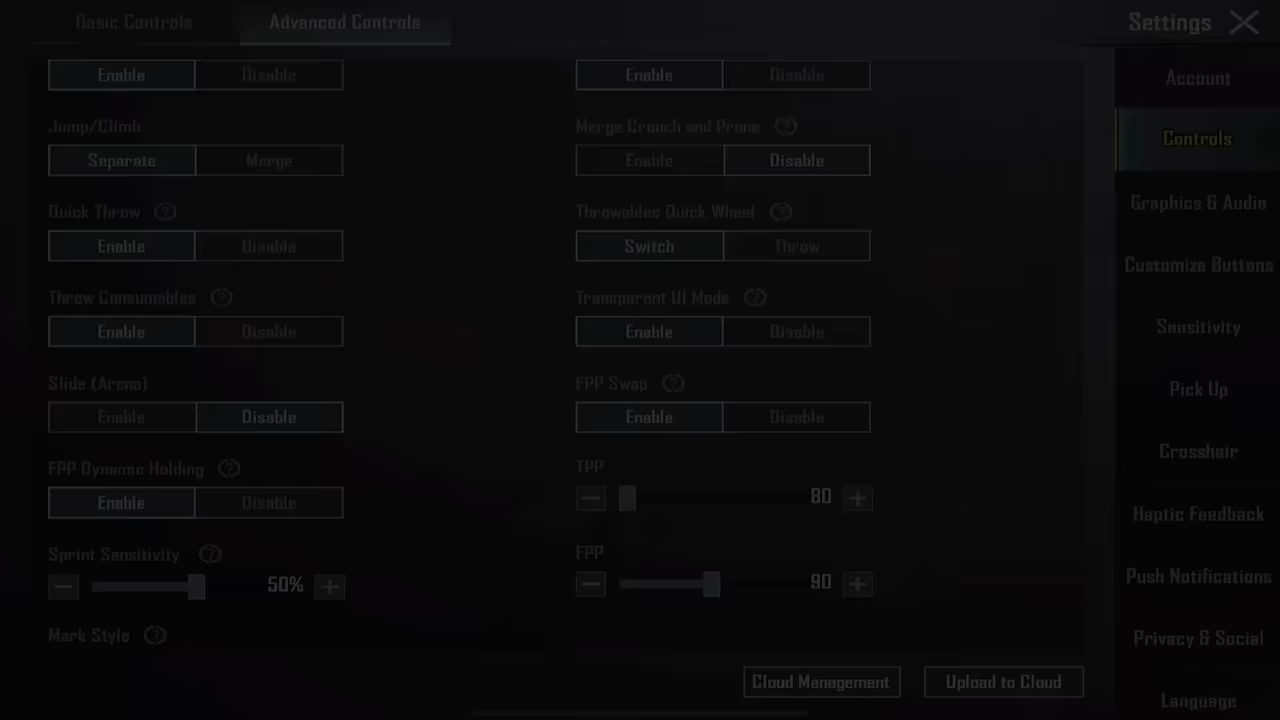 Basic Controls
Advanced Controls
Settings
Enable Disable
Enable Disable
Jump/Climb
Separate Merge
Merge Crouch and Prone ?
Enable Disable
Quick Throw ?
Enable Disable
Throwables Quick Wheel ?
Switch Throw
Throw Consumables ?
Enable Disable
Transparent UI Mode ?
Enable Disable
Slide (Arena)
Enable Disable
FPP Swap ?
Enable Disable
FPP Dynamic Holding ?
Enable Disable
TPP
80
Sprint Sensitivity ?
50%
FPP
90
Mark Style ?
Cloud Management
Upload to Cloud
Account
Controls
Graphics & Audio
Customize Buttons
Sensitivity
Pick Up
Crosshair
Haptic Feedback
Push Notifications
Privacy & Social
Language